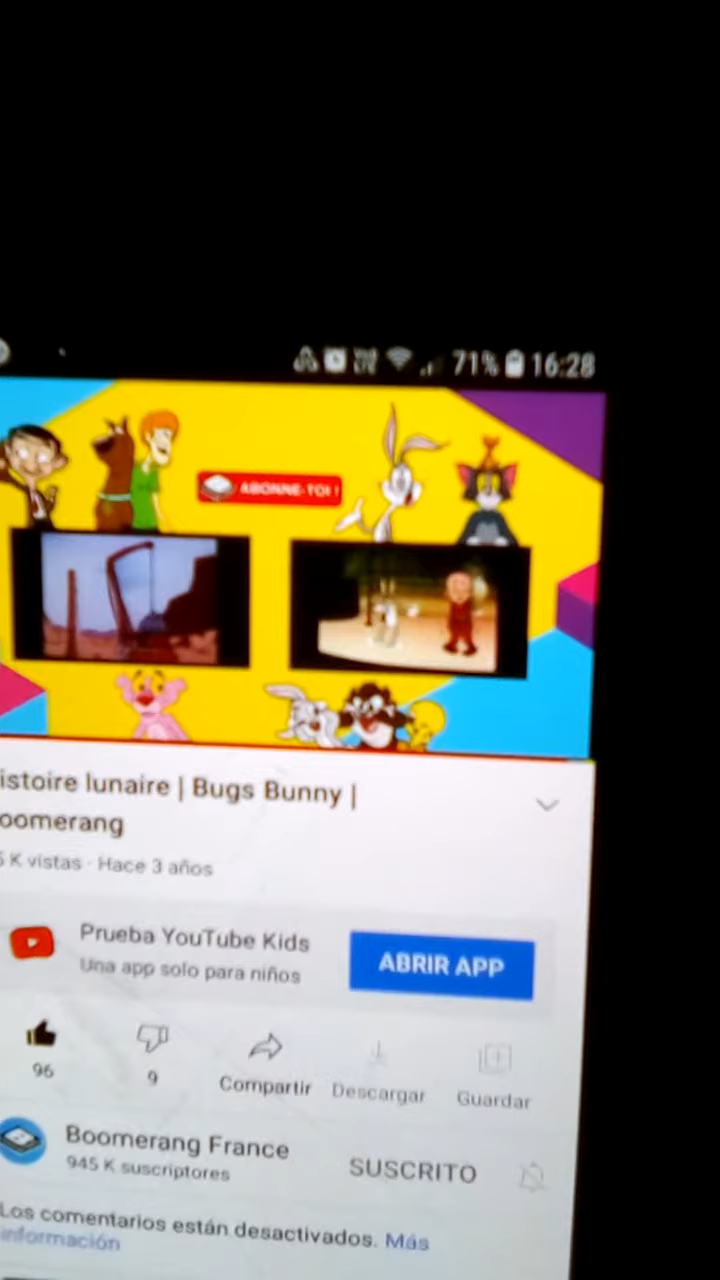 71% 16:28
ABONNE-TOI !
istoire lunaire | Bugs Bunny |
oomerang
K vistas · Hace 3 años
Prueba YouTube Kids
Una app solo para niños
ABRIR APP
96
9
Compartir
Descargar
Guardar
Boomerang France
945 K suscriptores
SUSCRITO
Los comentarios están desactivados. Más
información